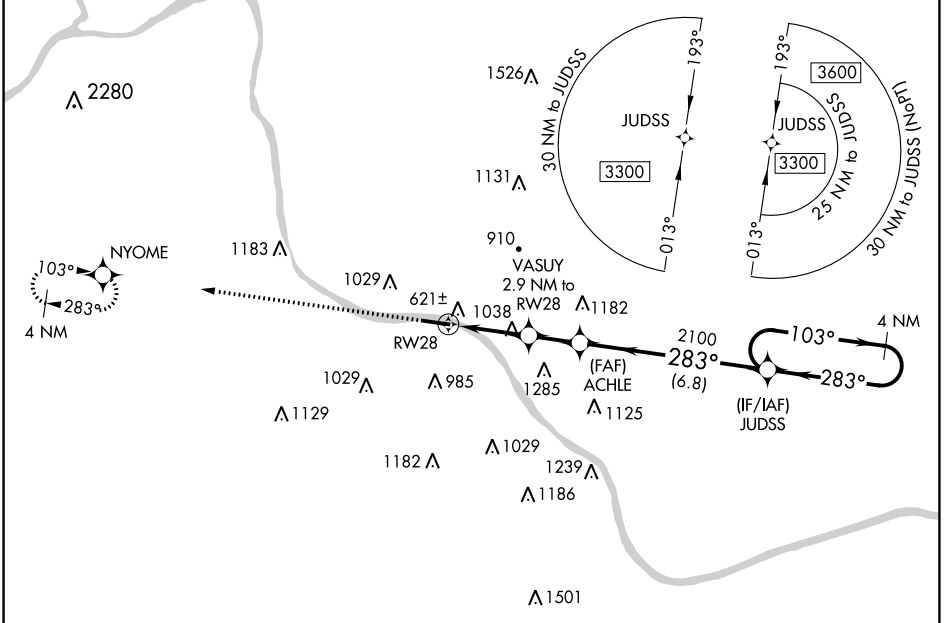 2280
1526
30 NM to JUDSS
193°
JUDSS
3300
013°
193°
3600
JUDSS
3300
25 NM to JUDSS
30 NM to JUDSS (NoPT)
013°
1131
910
1183
NYOME
103°
283°
4 NM
1029
VASUY
2.9 NM to
RW28
621±
1038
1182
RW28
2100
283°
(6.8)
103°
4 NM
283°
(FAF)
ACHLE
(IF/IAF)
JUDSS
1285
1029
985
1125
1129
1029
1182
1239
1186
1501